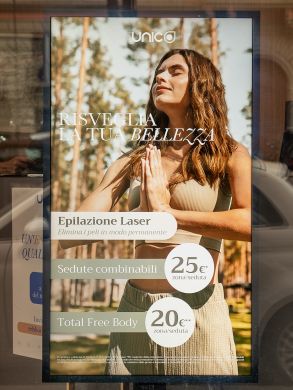 UNICO
RISVEGLIA
LA TUA BELLEZZA
Epilazione Laser
Elimina i peli in modo permanente
Sedute combinabili
25€*
zona/seduta
Total Free Body
20€**
zona/seduta